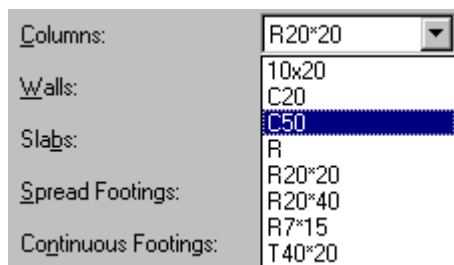 Columns: R20*20
10x20
Walls: C20
C50
Slabs: R
R20*20
Spread Footings: R20*40
R7*15
Continuous Footings: T40*20